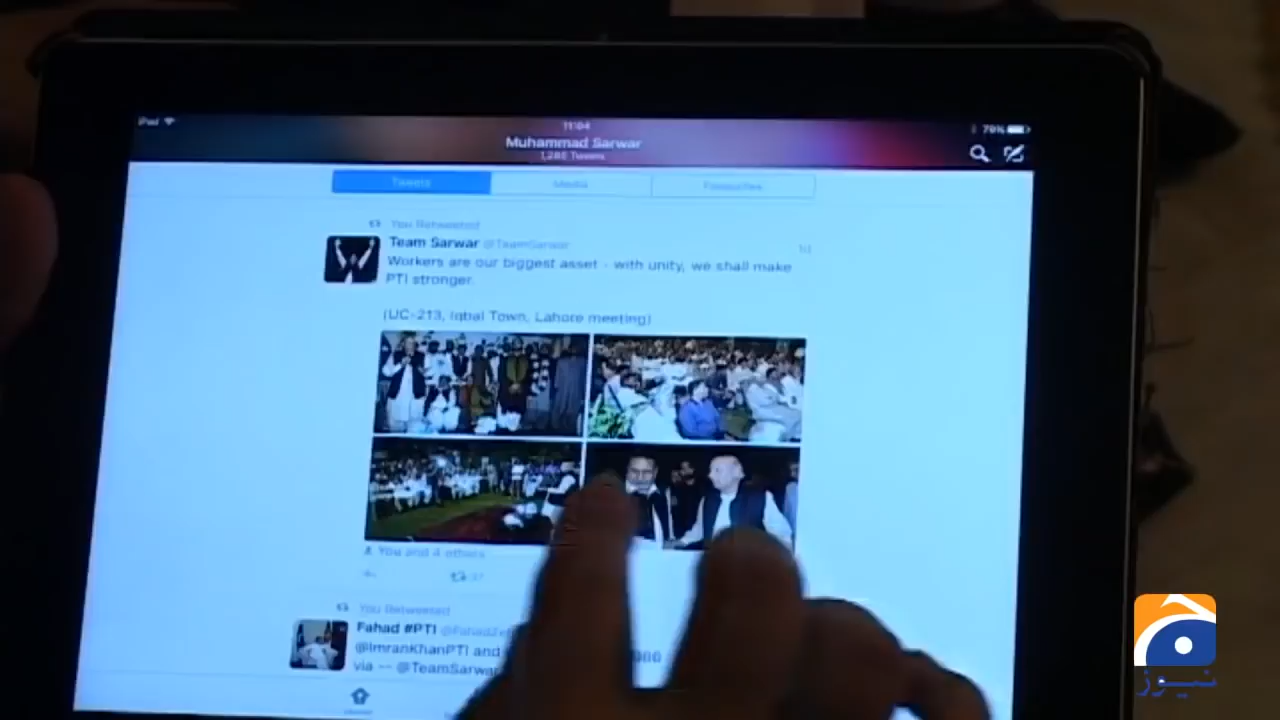 iPad
11:04
79%
Muhammad Sarwar
1,285 Tweets
Tweets
Media
Favourites
You Retweeted
Team Sarwar @TeamSarwar
1d
Workers are our biggest asset - with unity, we shall make
PTI stronger.
(UC-213, Iqbal Town, Lahore meeting)
You and 4 others
You Retweeted
Fahad #PTI
@ImranKhanPTI and
via -- @TeamSarwar
نیوز